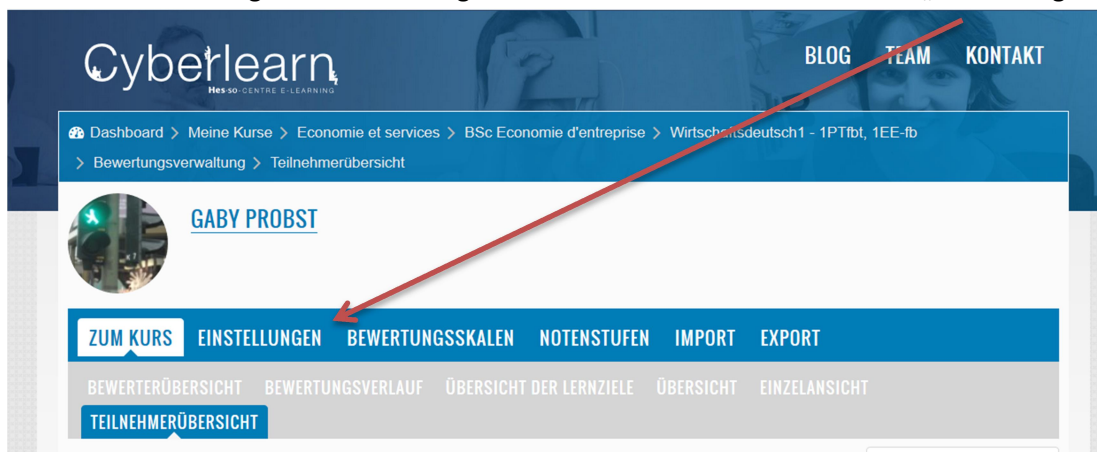 Cyberlearn
Hes·so-CENTRE E-LEARNING
BLOG TEAM KONTAKT
Dashboard > Meine Kurse > Economie et services > BSc Economie d'entreprise > Wirtschaftsdeutsch1 - 1PTfbt, 1EE-fb
> Bewertungsverwaltung > Teilnehmerübersicht
GABY PROBST
ZUM KURS EINSTELLUNGEN BEWERTUNGSSKALEN NOTENSTUFEN IMPORT EXPORT
BEWERTERÜBERSICHT BEWERTUNGSVERLAUF ÜBERSICHT DER LERNZIELE ÜBERSICHT EINZELANSICHT
TEILNEHMERÜBERSICHT